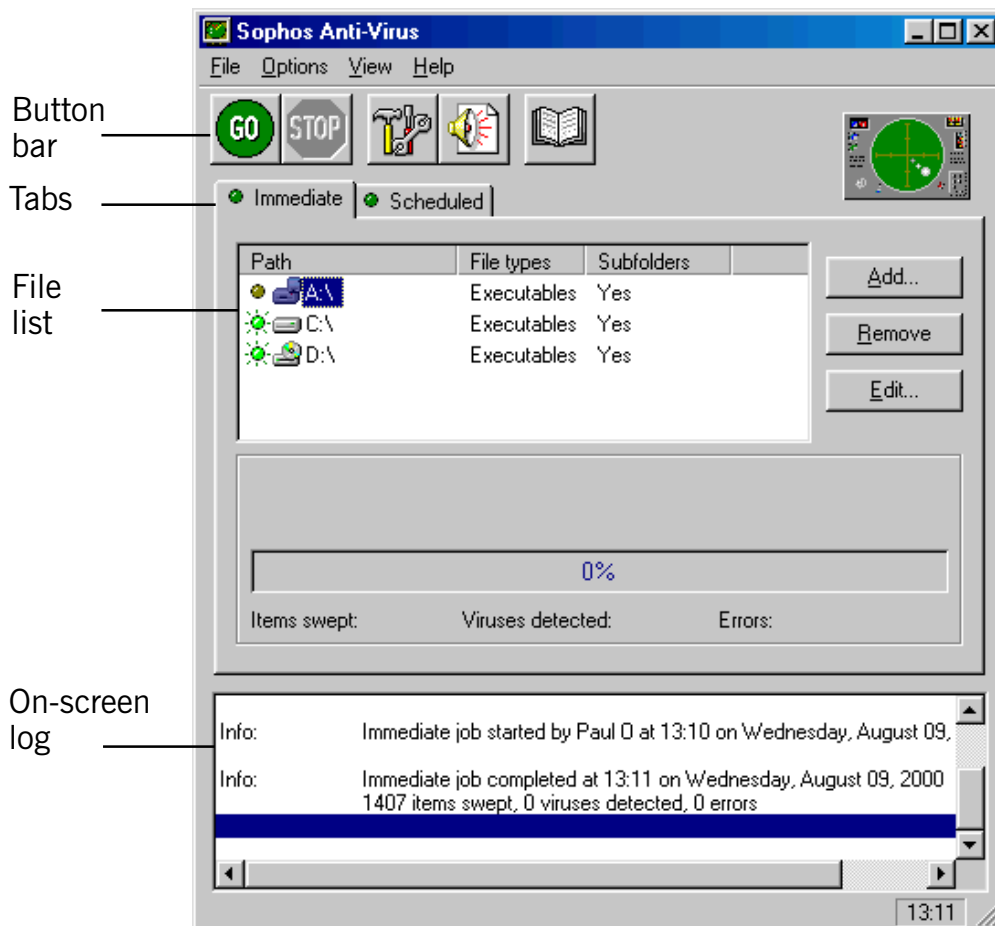 Sophos Anti-Virus
File Options View Help
Button
bar
GO STOP
Tabs
Immediate Scheduled
File
list
Path File types Subfolders
A:\ Executables Yes
C:\ Executables Yes
D:\ Executables Yes
Add...
Remove
Edit...
0%
Items swept: Viruses detected: Errors:
On-screen
log
Info: Immediate job started by Paul O at 13:10 on Wednesday, August 09,
Info: Immediate job completed at 13:11 on Wednesday, August 09, 2000
1407 items swept, 0 viruses detected, 0 errors
13:11